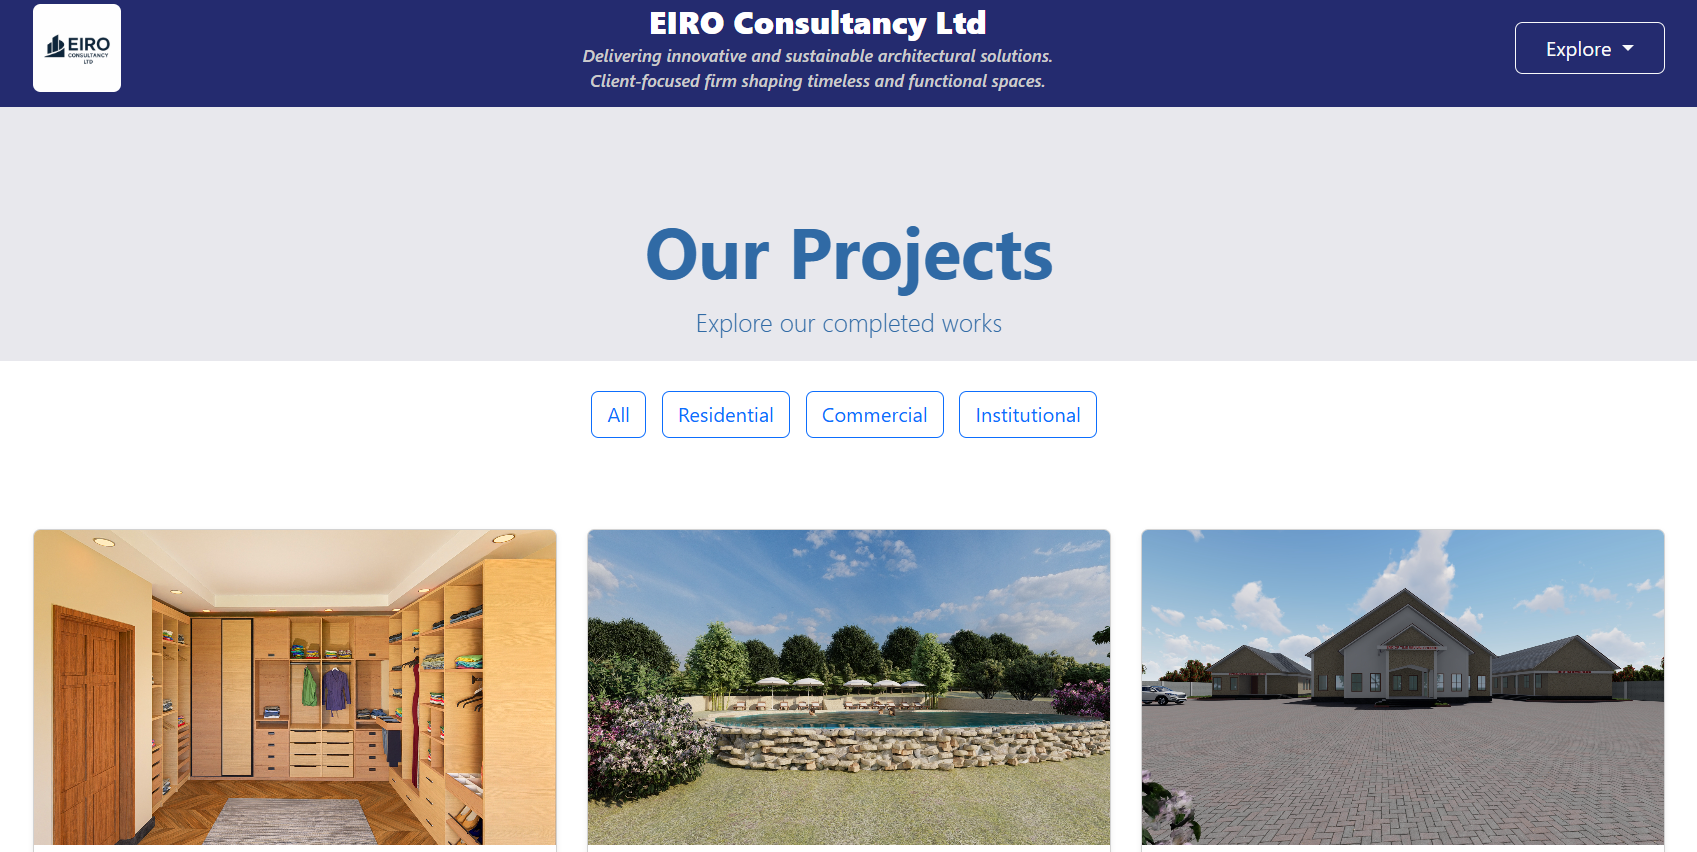 EIRO
CONSULTANCY
LTD
EIRO Consultancy Ltd
Delivering innovative and sustainable architectural solutions.
Client-focused firm shaping timeless and functional spaces.
Explore
Our Projects
Explore our completed works
All
Residential
Commercial
Institutional